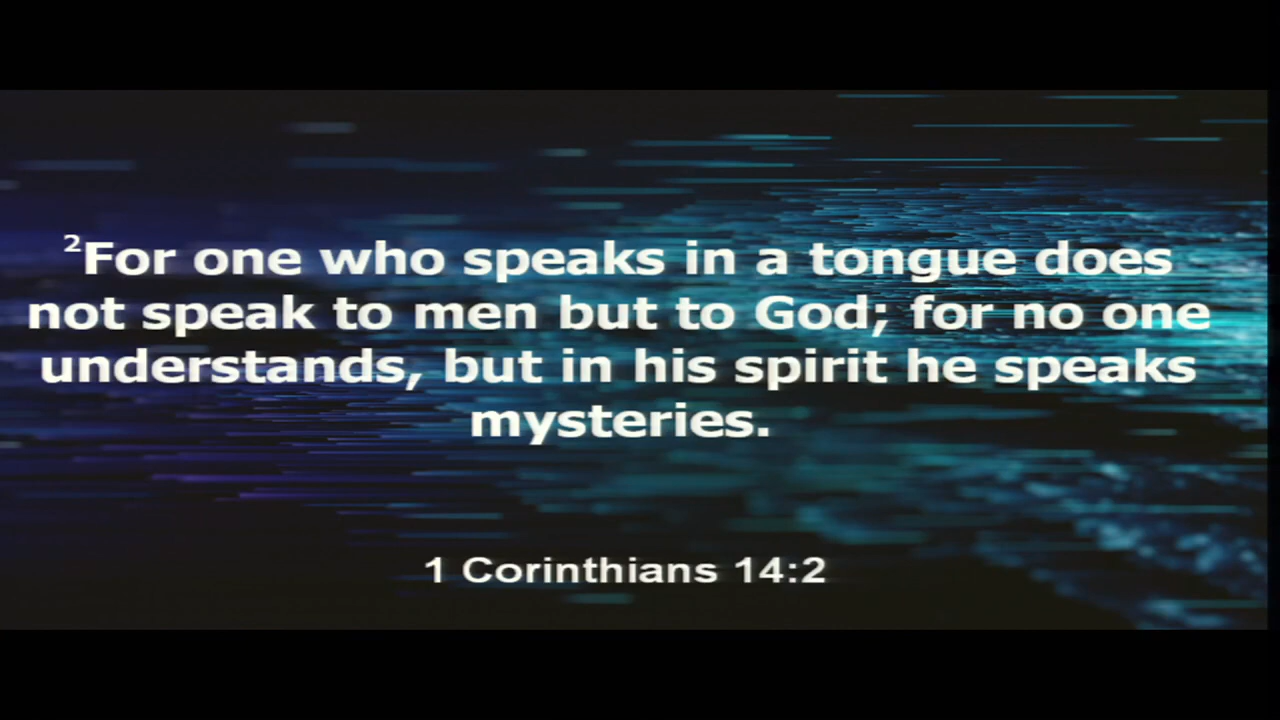 ²For one who speaks in a tongue does
not speak to men but to God; for no one
understands, but in his spirit he speaks
mysteries.
1 Corinthians 14:2